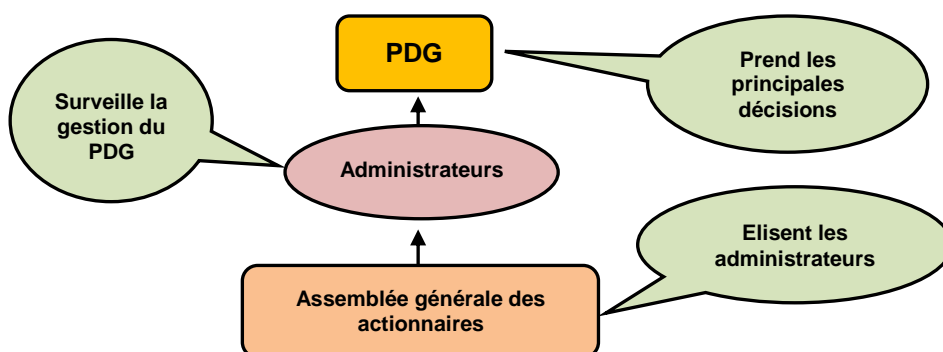 PDG
Prend les
principales
décisions
Surveille la
gestion du
PDG
Administrateurs
Elisent les
administrateurs
Assemblée générale des
actionnaires